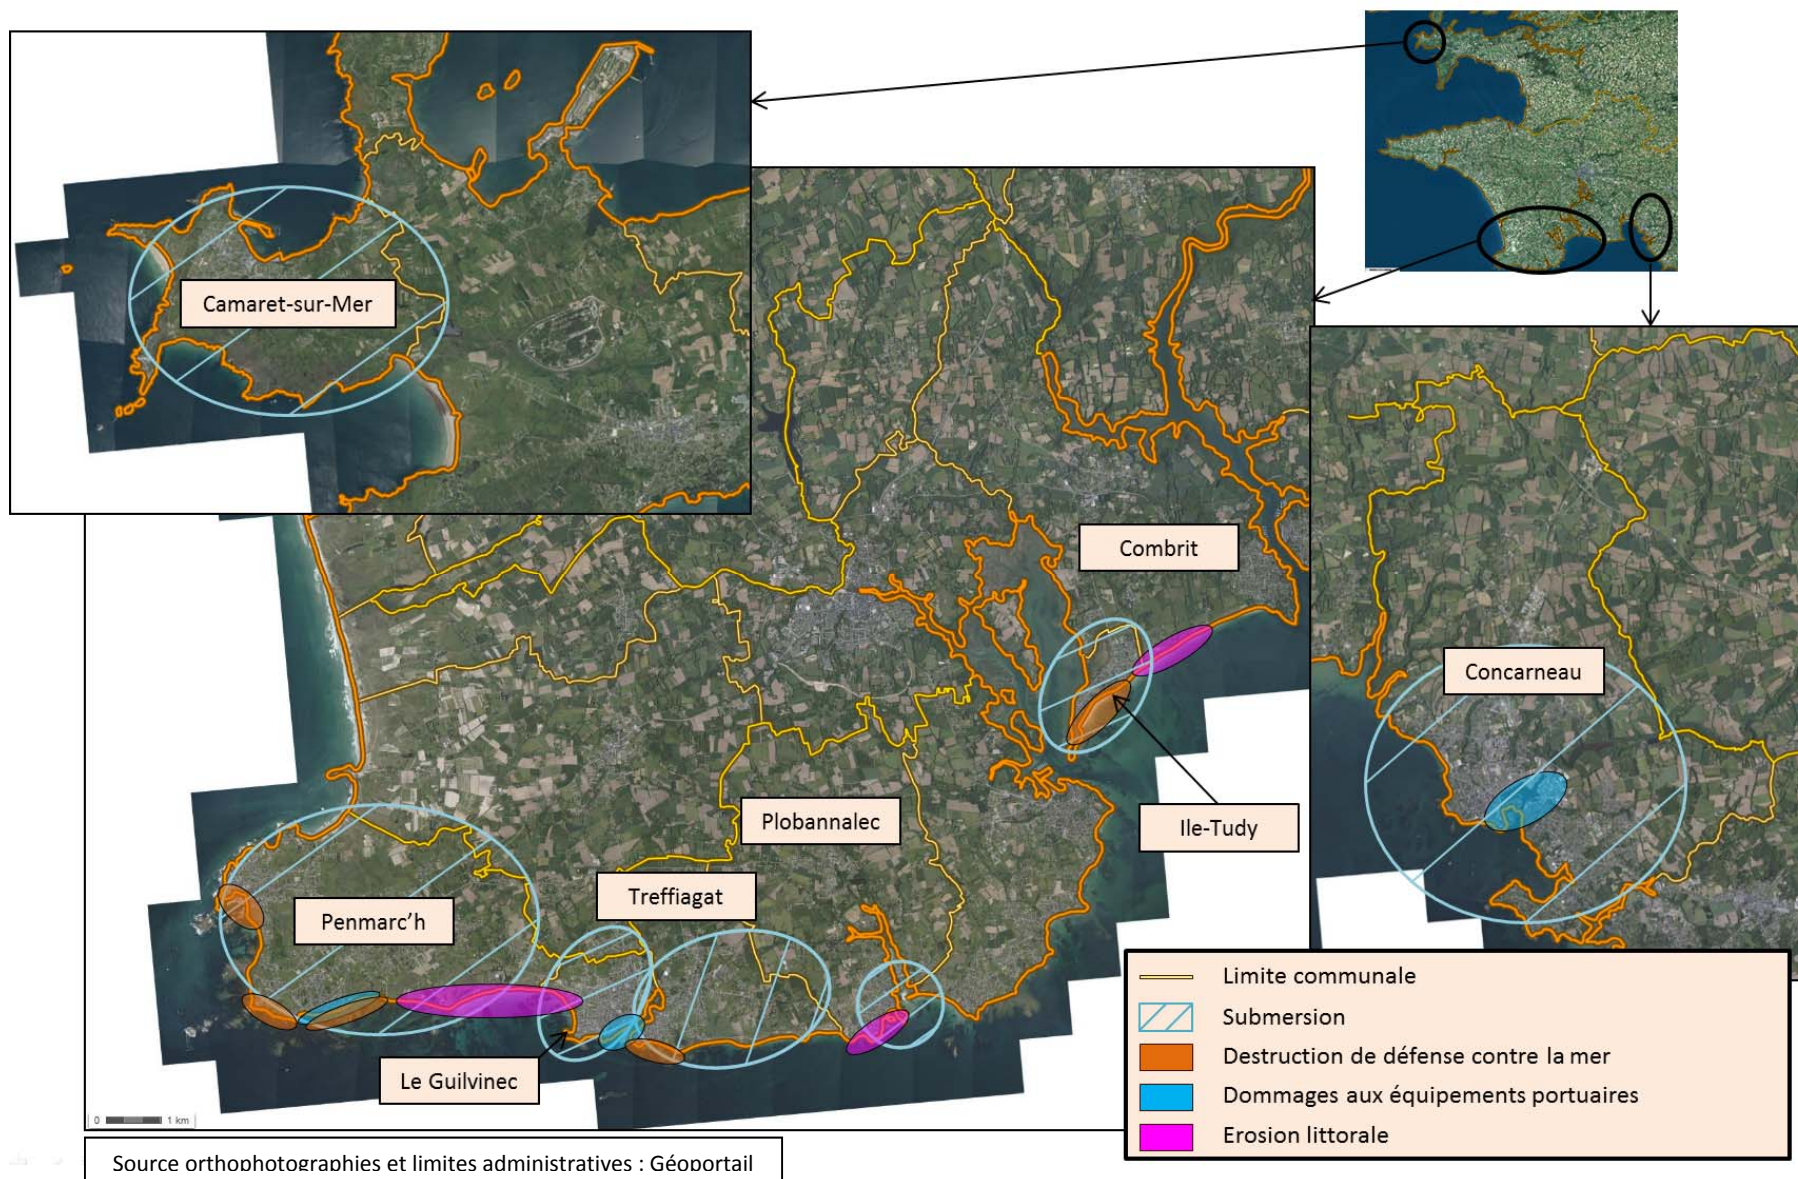 Camaret-sur-Mer
Combrit
Concarneau
Ile-Tudy
Plobannalec
Treffiagat
Penmarc’h
Le Guilvinec
0 1 km
Limite communale
Submersion
Destruction de défense contre la mer
Dommages aux équipements portuaires
Erosion littorale
Source orthophotographies et limites administratives : Géoportail